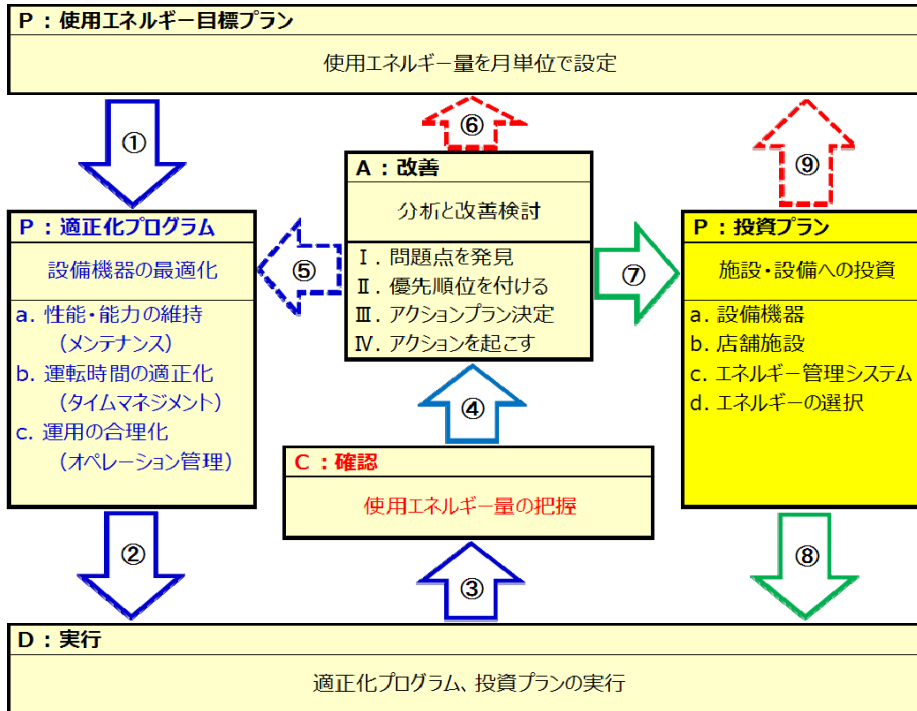 P：使用エネルギー目標プラン
使用エネルギー量を月単位で設定
①
⑥
⑨
A：改善
分析と改善検討
Ⅰ．問題点を発見
Ⅱ．優先順位を付ける
Ⅲ．アクションプラン決定
Ⅳ．アクションを起こす
P：適正化プログラム
設備機器の最適化
a. 性能・能力の維持
（メンテナンス）
b. 運転時間の適正化
（タイムマネジメント）
c. 運用の合理化
（オペレーション管理）
⑤
⑦
P：投資プラン
施設・設備への投資
a. 設備機器
b. 店舗施設
c. エネルギー管理システム
d. エネルギーの選択
④
C：確認
使用エネルギー量の把握
②
③
⑧
D：実行
適正化プログラム、投資プランの実行